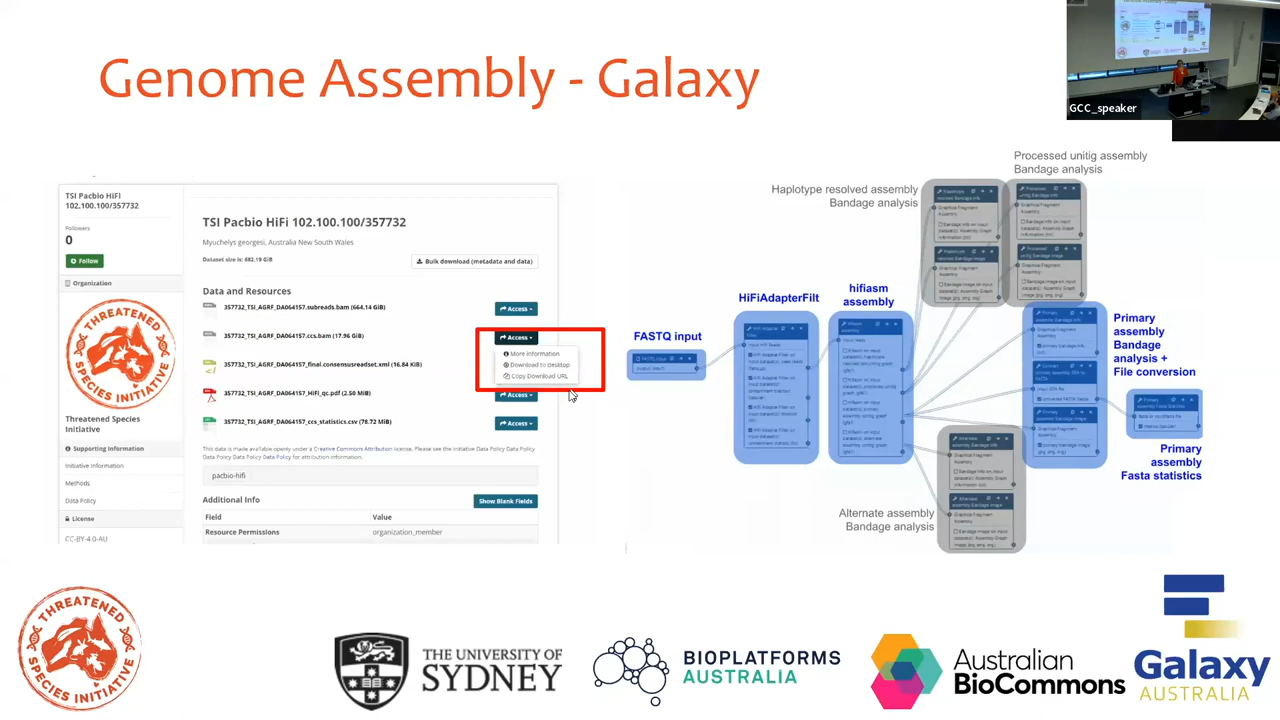 Genome Assembly - Galaxy
GCC_speaker
TSI Pacbio HiFi
102.100.100/357732
Followers
0
Follow
Organization
THREATENED
SPECIES INITIATIVE
Threatened Species
Initiative
Supporting Information
Initiative Information
Methods
Data Policy
License
CC-BY-4.0-AU
TSI Pacbio HiFi 102.100.100/357732
Myuchelys georgesi, Australia New South Wales
Dataset size is: 682.19 GiB
Bulk download (metadata and data)
Data and Resources
357732_TSI_AGRF_DA064157.subreads.bam (664.14 GiB)
Access
357732_TSI_AGRF_DA064157.ccs.bam (17.96 GiB)
Access
More information
Download to desktop
Copy Download URL
357732_TSI_AGRF_DA064157_final.consensusreadset.xml (16.84 KiB)
357732_TSI_AGRF_DA064157_HiFi_qc.pdf (2.50 MiB)
Access
357732_TSI_AGRF_DA064157_ccs_statistics.csv (78.72 MiB)
Access
This data is made available openly under a Creative Commons Attribution license. Please see the initiative Data Policy Data Policy
Data Policy Data Policy Data Policy for attribution information.
pacbio-hifi
Additional Info
Show Blank Fields
Field Value
Resource Permissions organization_member
Processed unitig assembly
Bandage analysis
Haplotype resolved assembly
Bandage analysis
FASTQ input
HiFiAdapterFilt
hifiasm
assembly
Primary
assembly
Bandage
analysis +
File conversion
Primary
assembly
Fasta statistics
Alternate assembly
Bandage analysis
THREATENED
SPECIES INITIATIVE
THE UNIVERSITY OF
SYDNEY
BIOPLATFORMS
AUSTRALIA
Australian
BioCommons
Galaxy
AUSTRALIA